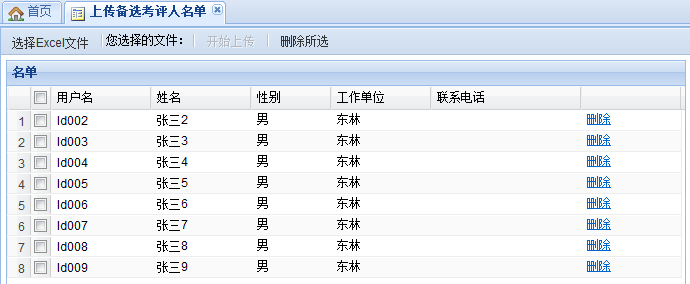 首页 上传备选考评人名单
选择Excel文件 您选择的文件： 开始上传 删除所选
名单
用户名 姓名 性别 工作单位 联系电话
1 Id002 张三2 男 东林 删除
2 Id003 张三3 男 东林 删除
3 Id004 张三4 男 东林 删除
4 Id005 张三5 男 东林 删除
5 Id006 张三6 男 东林 删除
6 Id007 张三7 男 东林 删除
7 Id008 张三8 男 东林 删除
8 Id009 张三9 男 东林 删除